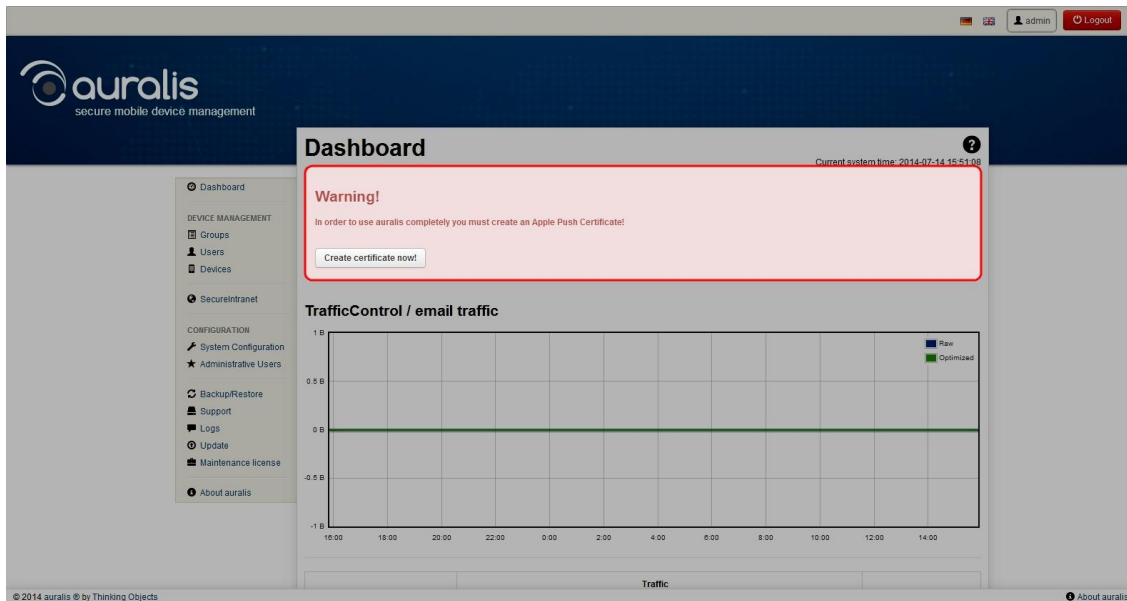 admin
Logout
auralis
secure mobile device management
Dashboard
Current system time: 2014-07-14 15:51:08
Dashboard
DEVICE MANAGEMENT
Groups
Users
Devices
SecureIntranet
CONFIGURATION
System Configuration
Administrative Users
Backup/Restore
Support
Logs
Update
Maintenance license
About auralis
Warning!
In order to use auralis completely you must create an Apple Push Certificate!
Create certificate now!
TrafficControl / email traffic
1 B
0.5 B
0 B
-0.5 B
-1 B
Raw
Optimized
16:00 18:00 20:00 22:00 0:00 2:00 4:00 6:00 8:00 10:00 12:00 14:00
Traffic
© 2014 auralis ® by Thinking Objects
About auralis